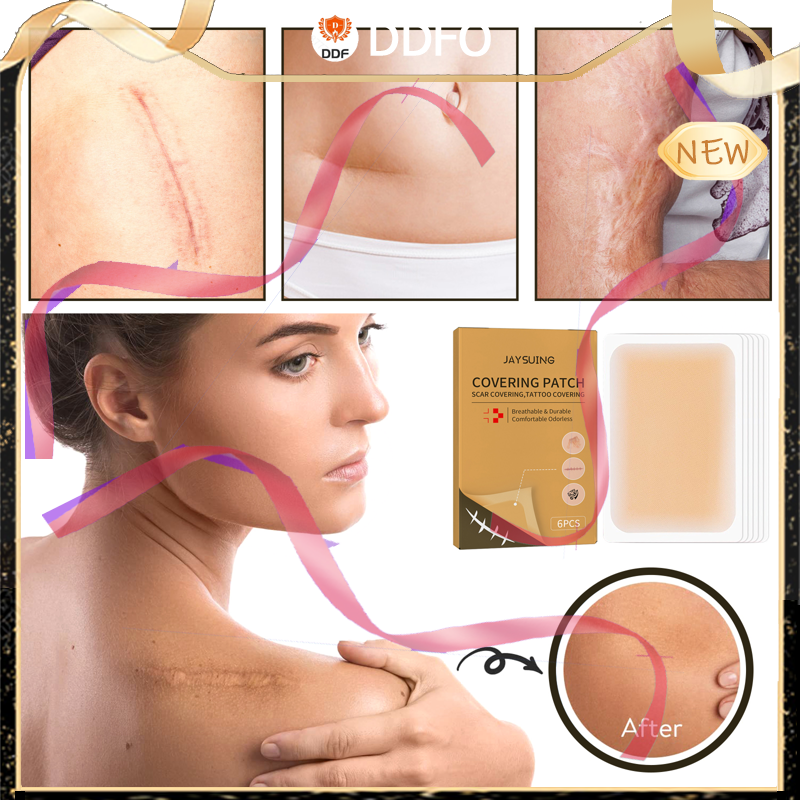 DDF
DDFO
NEW
JAYSUING
COVERING PATCH
SCAR COVERING,TATTOO COVERING
Breathable & Durable
Comfortable Odorless
6PCS
After